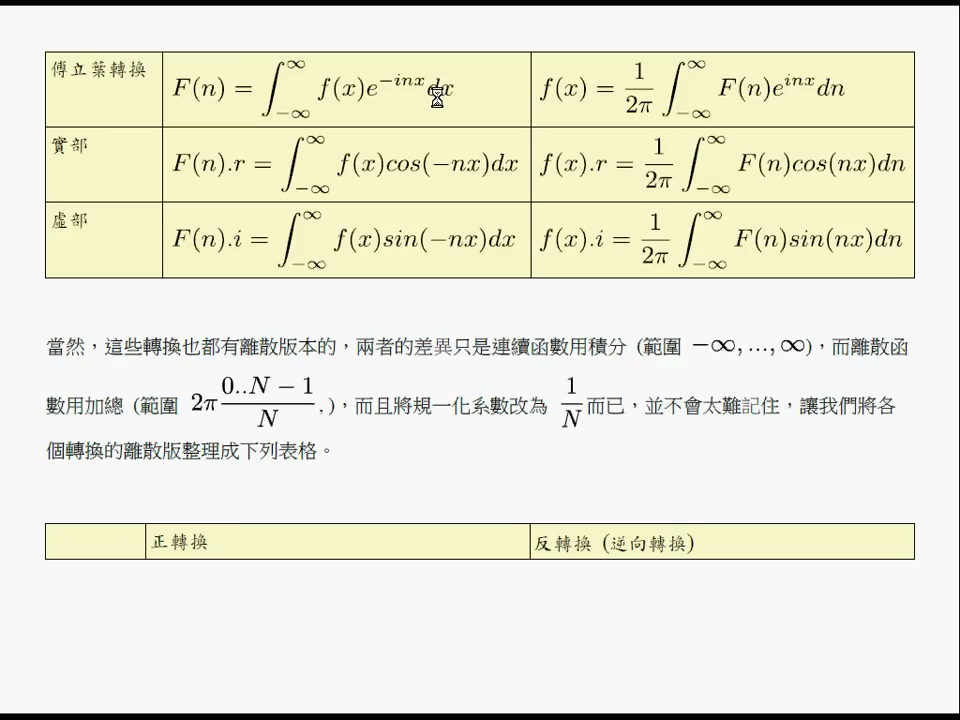 傅立葉轉換 F(n) = ∫_{-∞}^{∞} f(x)e^{-inx}dx f(x) = \frac{1}{2π} ∫_{-∞}^{∞} F(n)e^{inx}dn
實部 F(n).r = ∫_{-∞}^{∞} f(x)cos(-nx)dx f(x).r = \frac{1}{2π} ∫_{-∞}^{∞} F(n)cos(nx)dn
虛部 F(n).i = ∫_{-∞}^{∞} f(x)sin(-nx)dx f(x).i = \frac{1}{2π} ∫_{-∞}^{∞} F(n)sin(nx)dn
當然，這些轉換也都有離散版本的，兩者的差異只是連續函數用積分 (範圍 -∞, ..., ∞)，而離散函
數用加總 (範圍 2π\frac{0..N-1}{N}, )，而且將規一化係數改為 \frac{1}{N}而已，並不會太難記住，讓我們將各
個轉換的離散版整理成下列表格。
正轉換 反轉換 (逆向轉換)